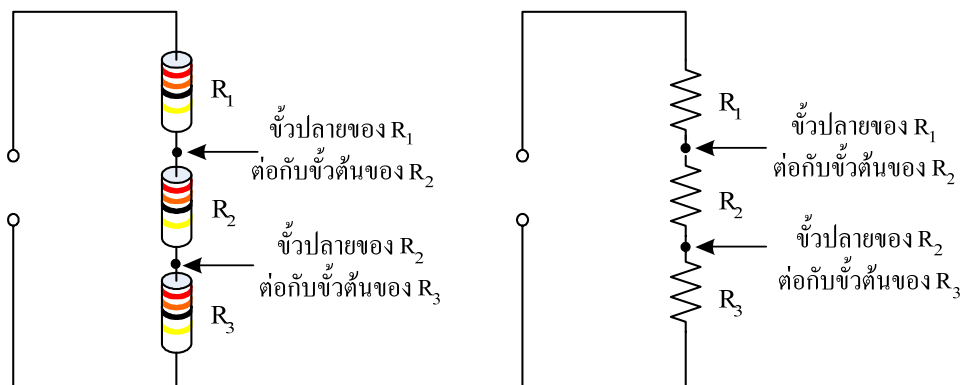 R₁
ขั้วปลายของ R₁
ต่อกับขั้วต้นของ R₂
R₂
ขั้วปลายของ R₂
ต่อกับขั้วต้นของ R₃
R₃
R₁
ขั้วปลายของ R₁
ต่อกับขั้วต้นของ R₂
R₂
ขั้วปลายของ R₂
ต่อกับขั้วต้นของ R₃
R₃